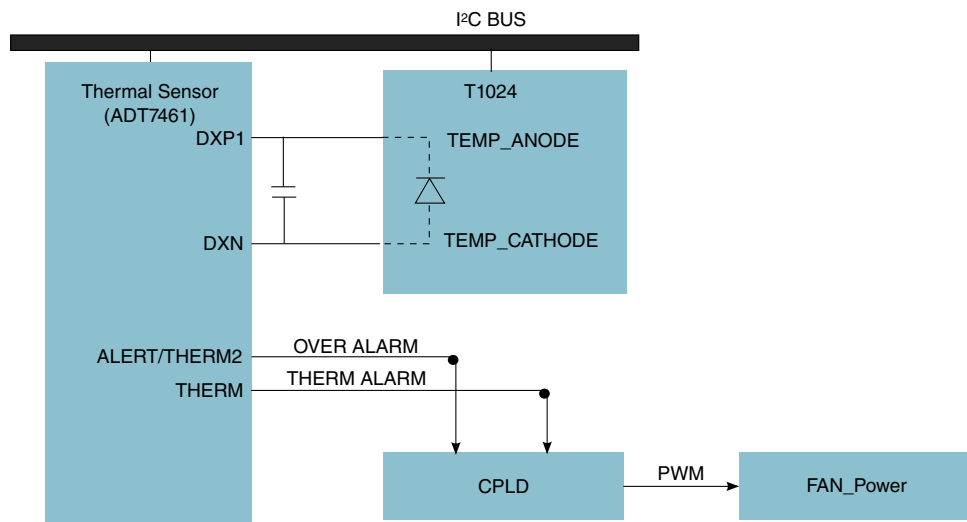 I²C BUS
Thermal Sensor
(ADT7461)
T1024
DXP1
TEMP_ANODE
DXN
TEMP_CATHODE
ALERT/THERM2
OVER ALARM
THERM
THERM ALARM
CPLD
PWM
FAN_Power